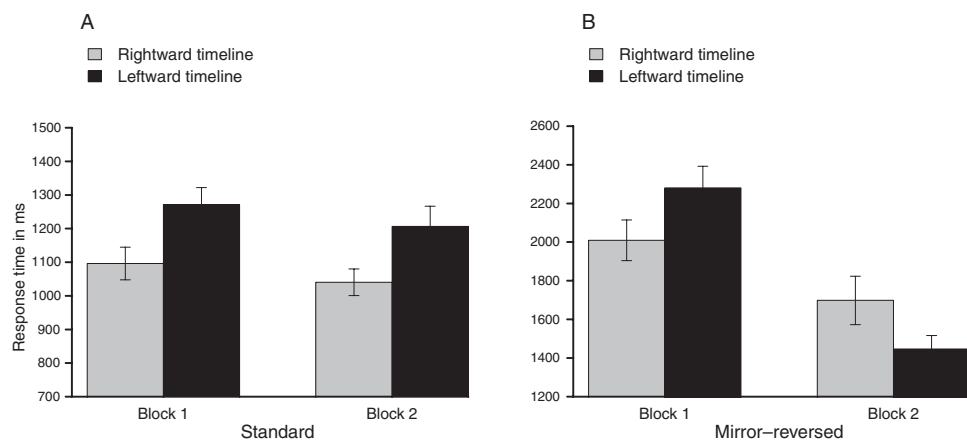 A
Rightward timeline
Leftward timeline
Response time in ms
1500
1400
1300
1200
1100
1000
900
800
700
Block 1
Block 2
Standard
B
Rightward timeline
Leftward timeline
2600
2400
2200
2000
1800
1600
1400
1200
Block 1
Block 2
Mirror–reversed